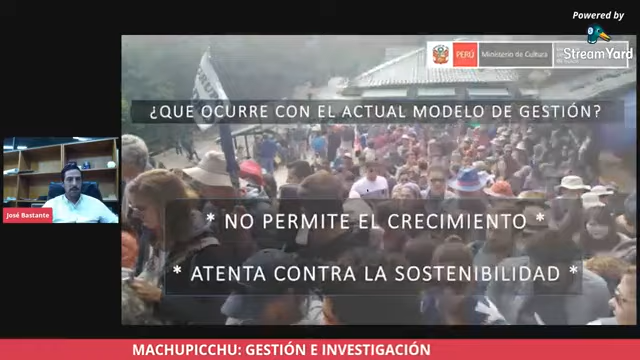 Powered by
StreamYard
PERÚ
Ministerio de Cultura
¿QUE OCURRE CON EL ACTUAL MODELO DE GESTIÓN?
José Bastante
* NO PERMITE EL CRECIMIENTO *
* ATENTA CONTRA LA SOSTENIBILIDAD *
MACHUPICCHU: GESTIÓN E INVESTIGACIÓN